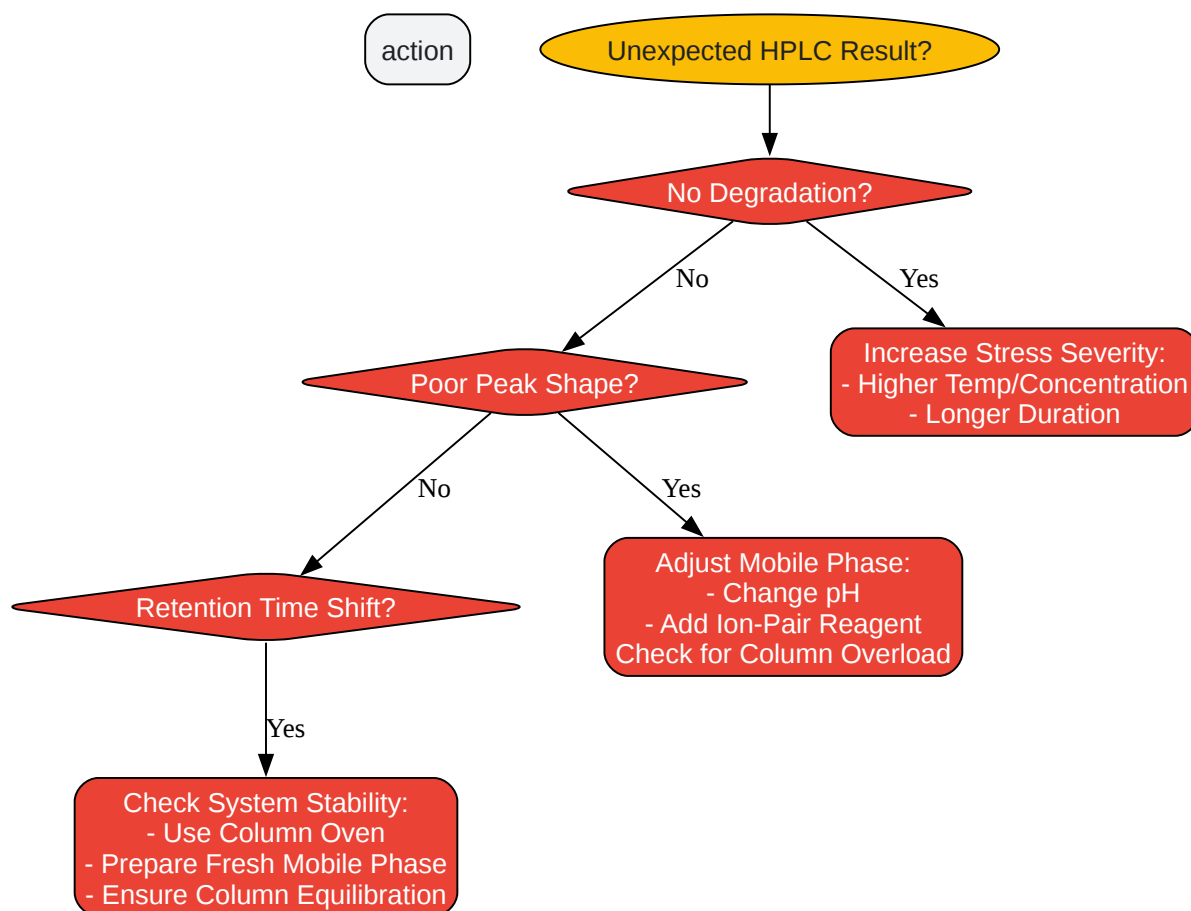 action
Unexpected HPLC Result?
No Degradation?
No
Yes
Increase Stress Severity:
- Higher Temp/Concentration
- Longer Duration
Poor Peak Shape?
No
Yes
Adjust Mobile Phase:
- Change pH
- Add Ion-Pair Reagent
Check for Column Overload
Retention Time Shift?
Yes
Check System Stability:
- Use Column Oven
- Prepare Fresh Mobile Phase
- Ensure Column Equilibration